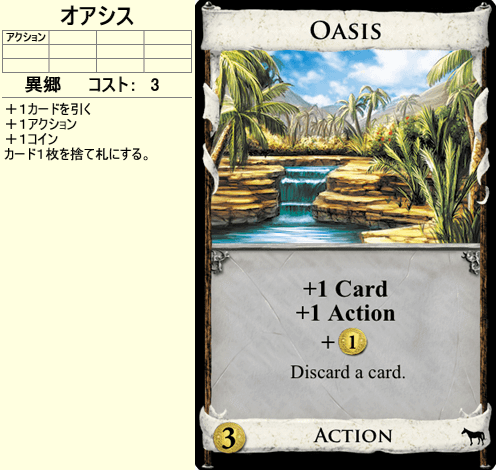 オアシス
アクション
異郷 コスト： 3
＋１カードを引く
＋１アクション
＋１コイン
カード１枚を捨て札にする。
OASIS
+1 Card
+1 Action
+ 1
Discard a card.
3 ACTION